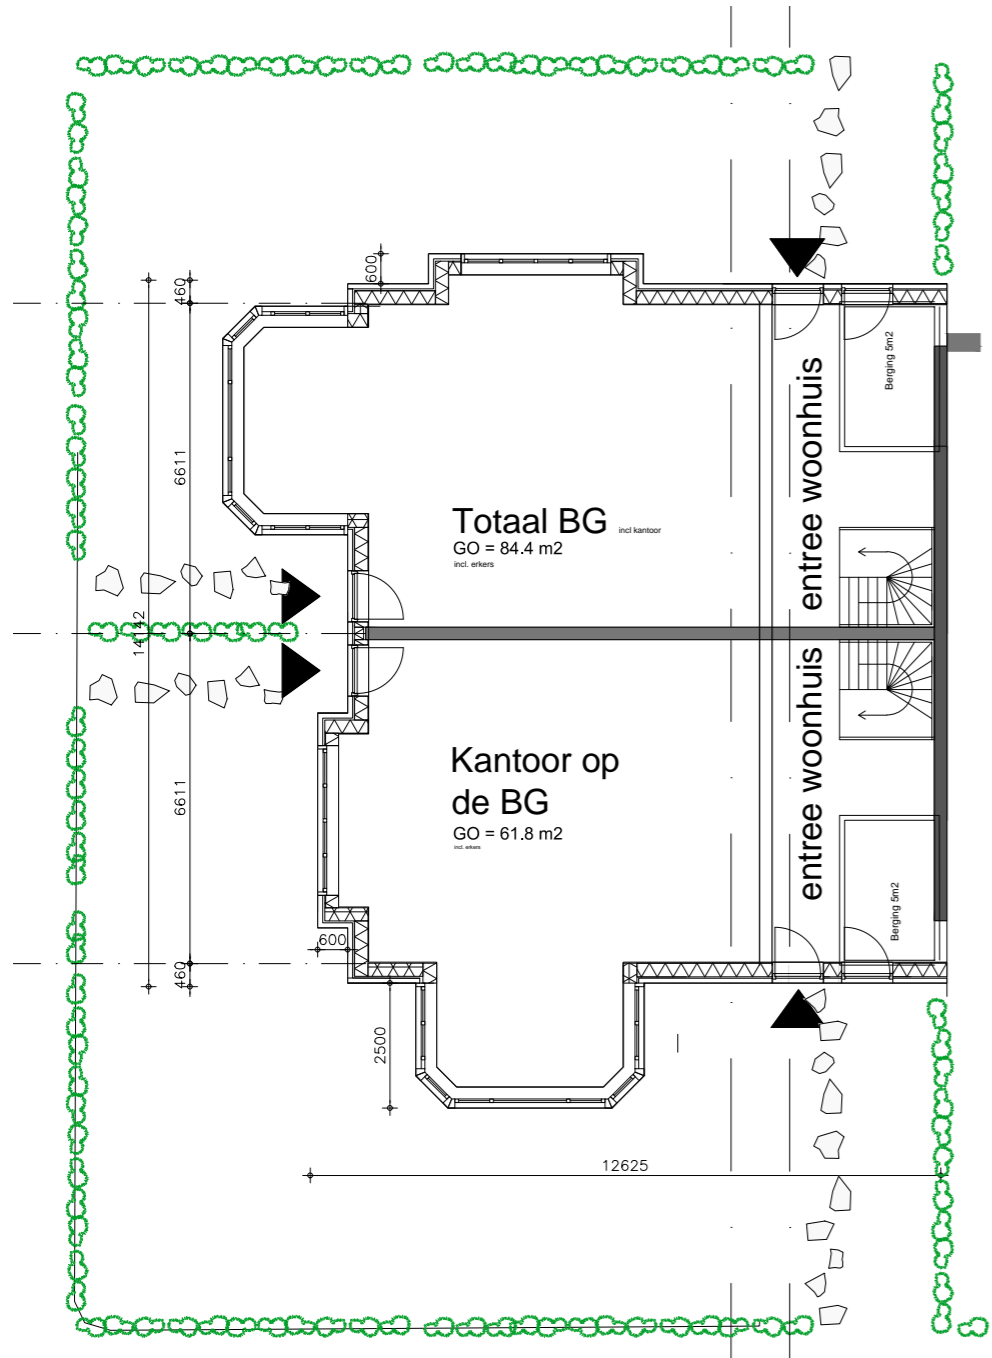 600
460
6611
14142
6611
460
Berging 5m2
entree woonhuis
Totaal BG incl kantoor
GO = 84.4 m2
incl. erkers
entree woonhuis
Kantoor op
de BG
GO = 61.8 m2
incl. erkers
Berging 5m2
600
2500
12625